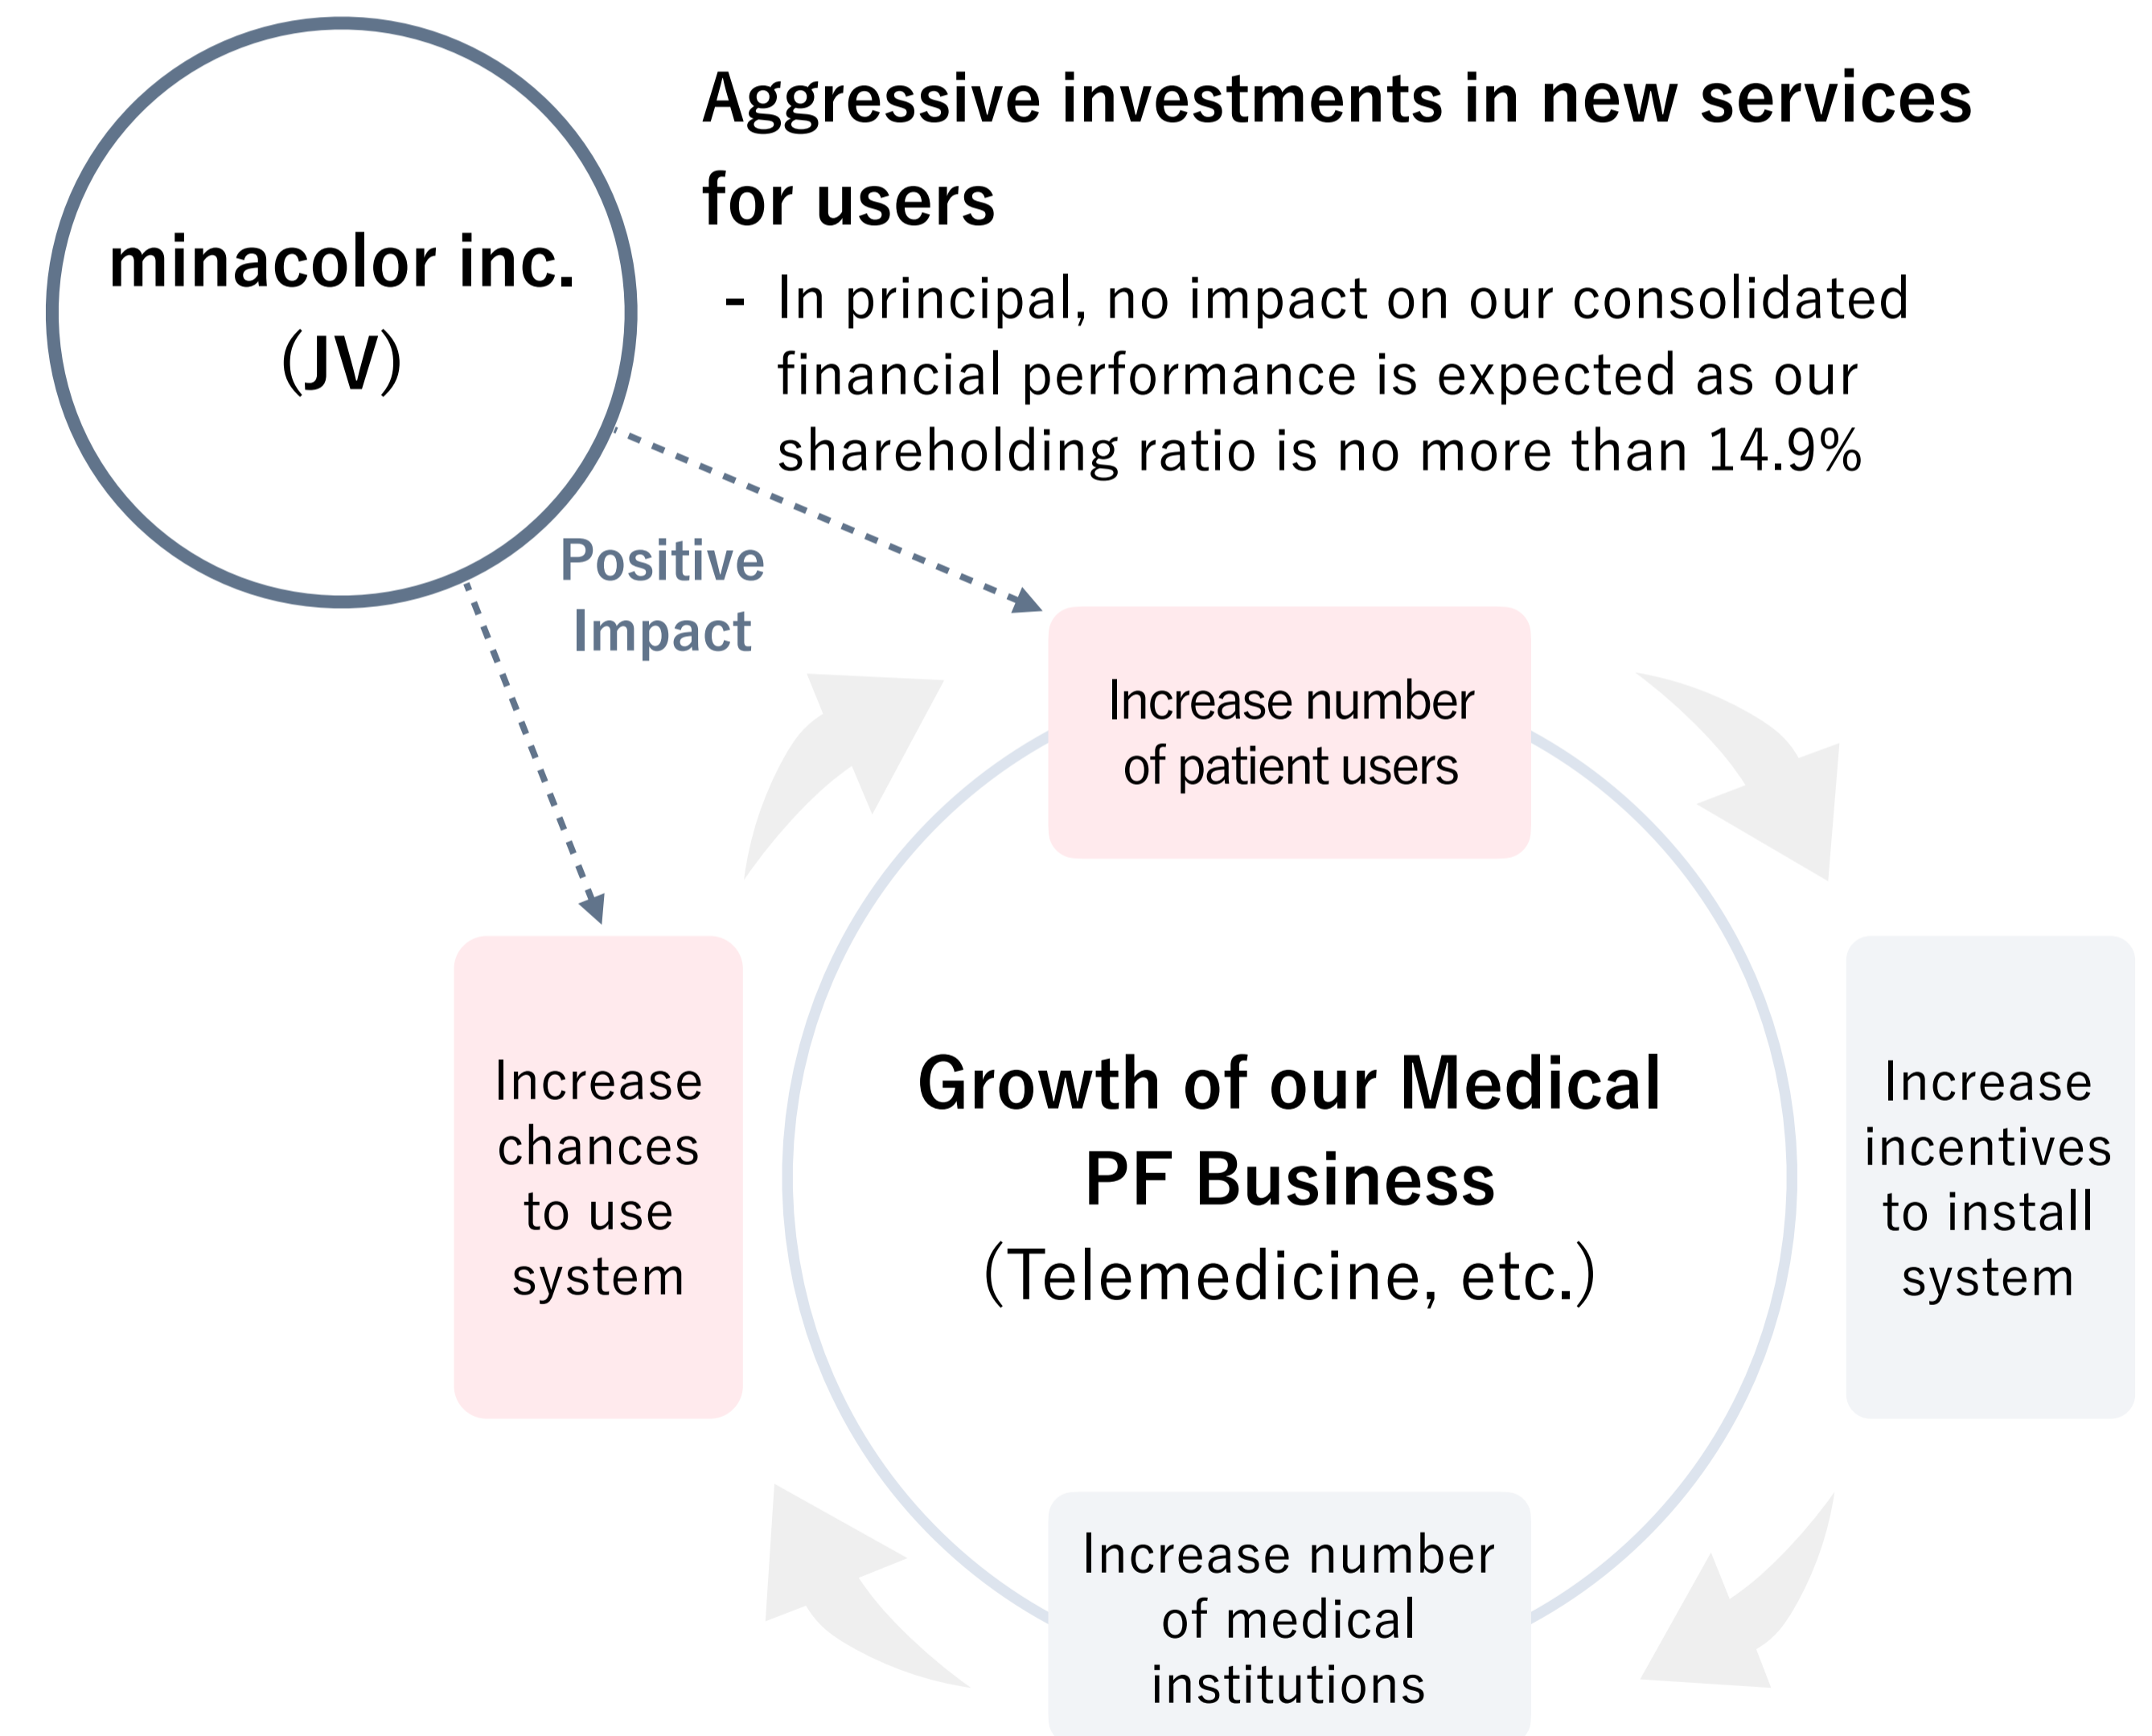 minacolor inc.
(JV)
Aggressive investments in new services
for users
- In principal, no impact on our consolidated
financial performance is expected as our
shareholding ratio is no more than 14.9%
Positive
Impact
Increase number
of patient users
Increase
chances
to use
system
Growth of our Medical
PF Business
(Telemedicine, etc.)
Increase
incentives
to install
system
Increase number
of medical
institutions